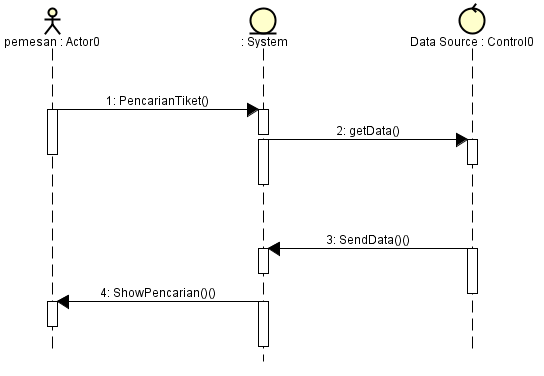 pemesan : Actor0
: System
Data Source : Control0
1: PencarianTiket()
2: getData()
3: SendData()()
4: ShowPencarian()()